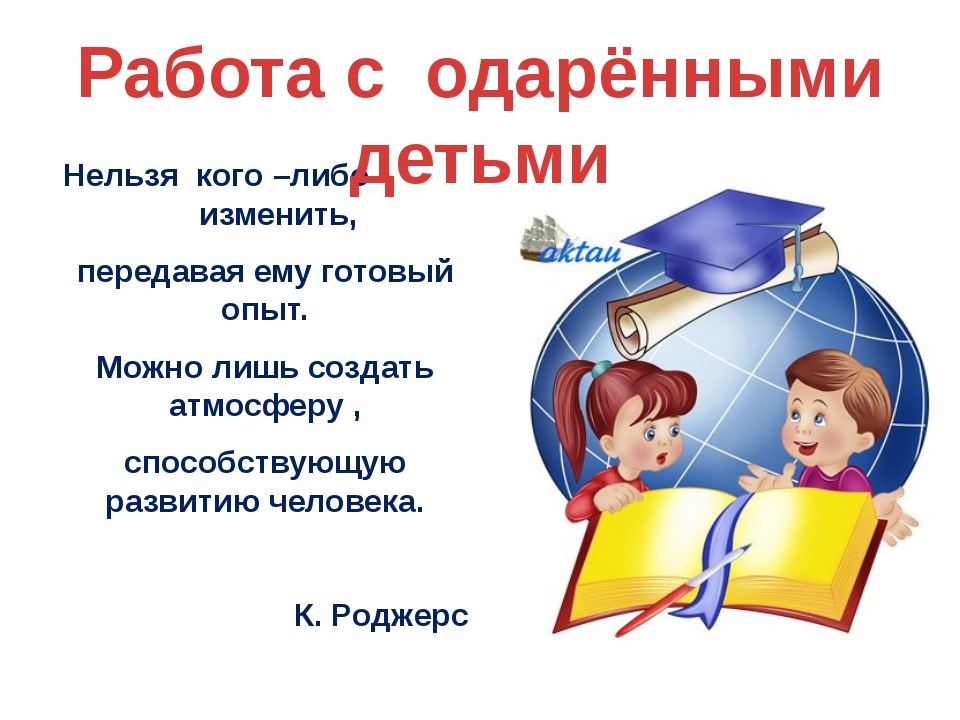 Работа с  одарёнными
детьми
Нельзя  кого –либо
изменить,
передавая ему готовый
опыт.
Можно лишь создать
атмосферу ,
способствующую
развитию человека.
К. Роджерс
aktau